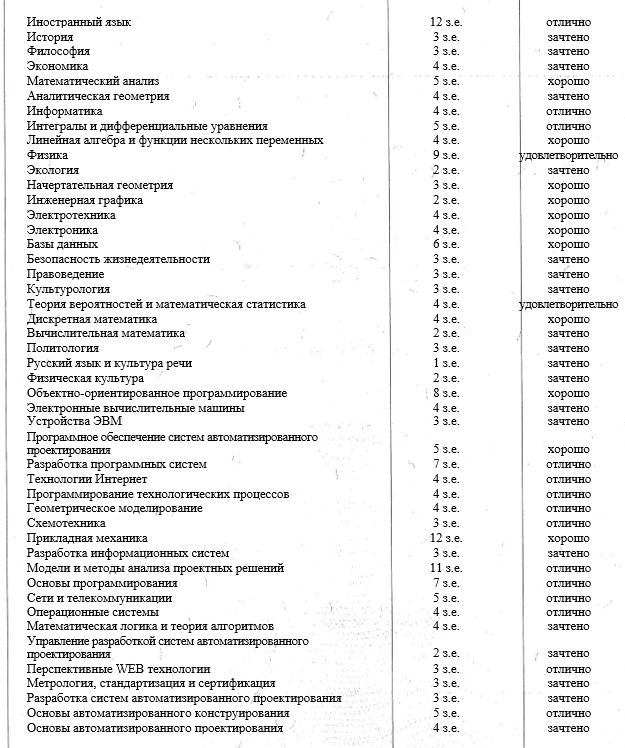 Иностранный язык 12 s.e. отлично
История 3 s.e. зачтено
Философия 3 s.e. зачтено
Экономика 4 s.e. зачтено
Математический анализ 5 s.e. хорошо
Аналитическая геометрия 4 s.e. зачтено
Информатика 4 s.e. отлично
Интегралы и дифференциальные уравнения 5 s.e. отлично
Линейная алгебра и функции нескольких переменных 4 s.e. хорошо
Физика 9 s.e. удовлетворительно
Экология 2 s.e. зачтено
Начертательная геометрия 3 s.e. хорошо
Инженерная графика 2 s.e. хорошо
Электротехника 4 s.e. хорошо
Электроника 4 s.e. хорошо
Базы данных 6 s.e. хорошо
Безопасность жизнедеятельности 3 s.e. зачтено
Правоведение 3 s.e. зачтено
Культурология 3 s.e. зачтено
Теория вероятностей и математическая статистика 4 s.e. удовлетворительно
Дискретная математика 4 s.e. хорошо
Вычислительная математика 2 s.e. зачтено
Политология 3 s.e. зачтено
Русский язык и культура речи 1 s.e. зачтено
Физическая культура 2 s.e. зачтено
Объектно-ориентированное программирование 8 s.e. хорошо
Электронные вычислительные машины 4 s.e. зачтено
Устройства ЭВМ 3 s.e. зачтено
Программное обеспечение систем автоматизированного
проектирования 5 s.e. хорошо
Разработка программных систем 7 s.e. отлично
Технологии Интернет 4 s.e. отлично
Программирование технологических процессов 4 s.e. отлично
Геометрическое моделирование 4 s.e. отлично
Схемотехника 3 s.e. отлично
Прикладная механика 12 s.e. хорошо
Разработка информационных систем 3 s.e. зачтено
Модели и методы анализа проектных решений 11 s.e. отлично
Основы программирования 7 s.e. отлично
Сети и телекоммуникации 5 s.e. отлично
Операционные системы 4 s.e. отлично
Математическая логика и теория алгоритмов 4 s.e. зачтено
Управление разработкой систем автоматизированного
проектирования 2 s.e. зачтено
Перспективные WEB технологии 3 s.e. отлично
Метрология, стандартизация и сертификация 3 s.e. зачтено
Разработка систем автоматизированного проектирования 3 s.e. зачтено
Основы автоматизированного конструирования 5 s.e. отлично
Основы автоматизированного проектирования 4 s.e. зачтено